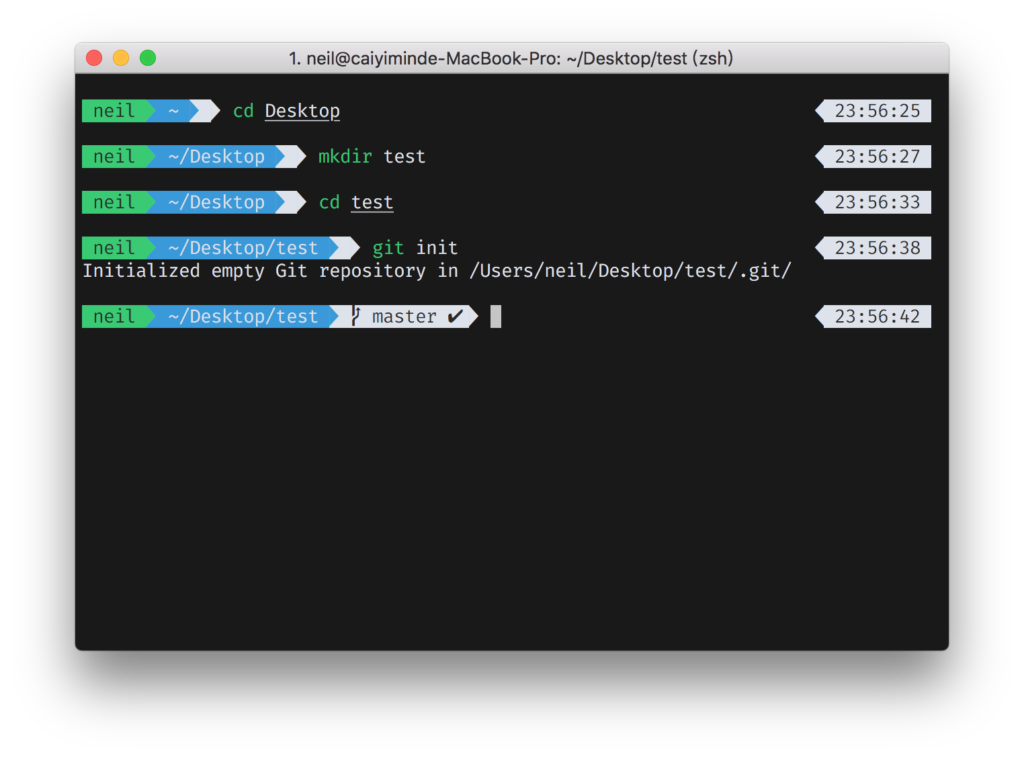 1. neil@caiyiminde-MacBook-Pro: ~/Desktop/test (zsh)
neil ~ cd Desktop 23:56:25
neil ~/Desktop mkdir test 23:56:27
neil ~/Desktop cd test 23:56:33
neil ~/Desktop/test git init 23:56:38
Initialized empty Git repository in /Users/neil/Desktop/test/.git/
neil ~/Desktop/test master ✔ 23:56:42